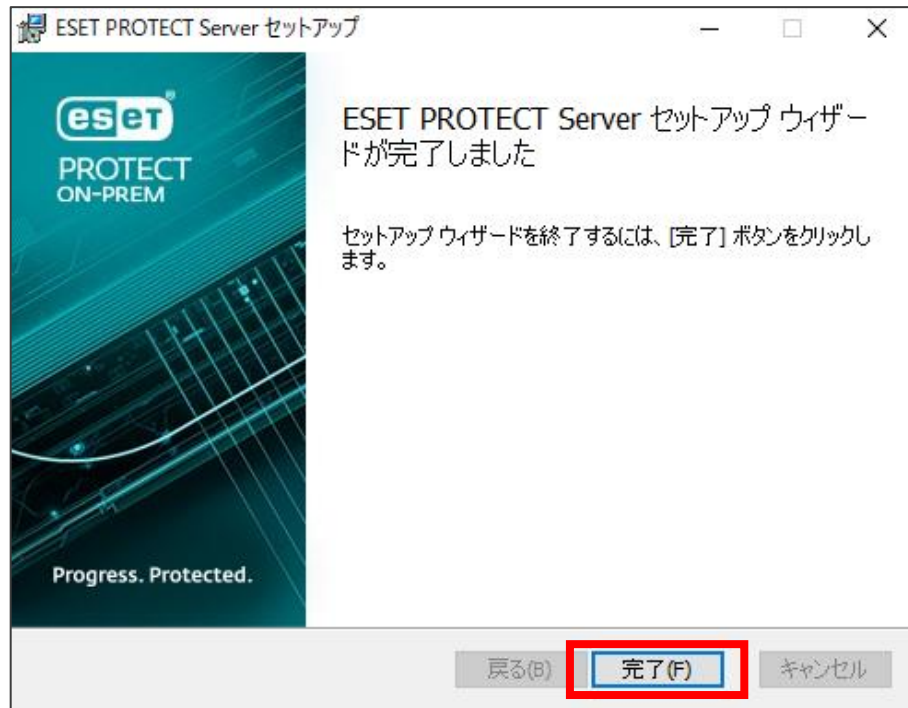 ESET PROTECT Server セットアップ
eseT®
PROTECT
ON-PREM
ESET PROTECT Server セットアップ ウィザー
ドが完了しました
セットアップ ウィザードを終了するには、[完了] ボタンをクリックし
ます。
Progress. Protected.
戻る(B)
完了(F)
キャンセル